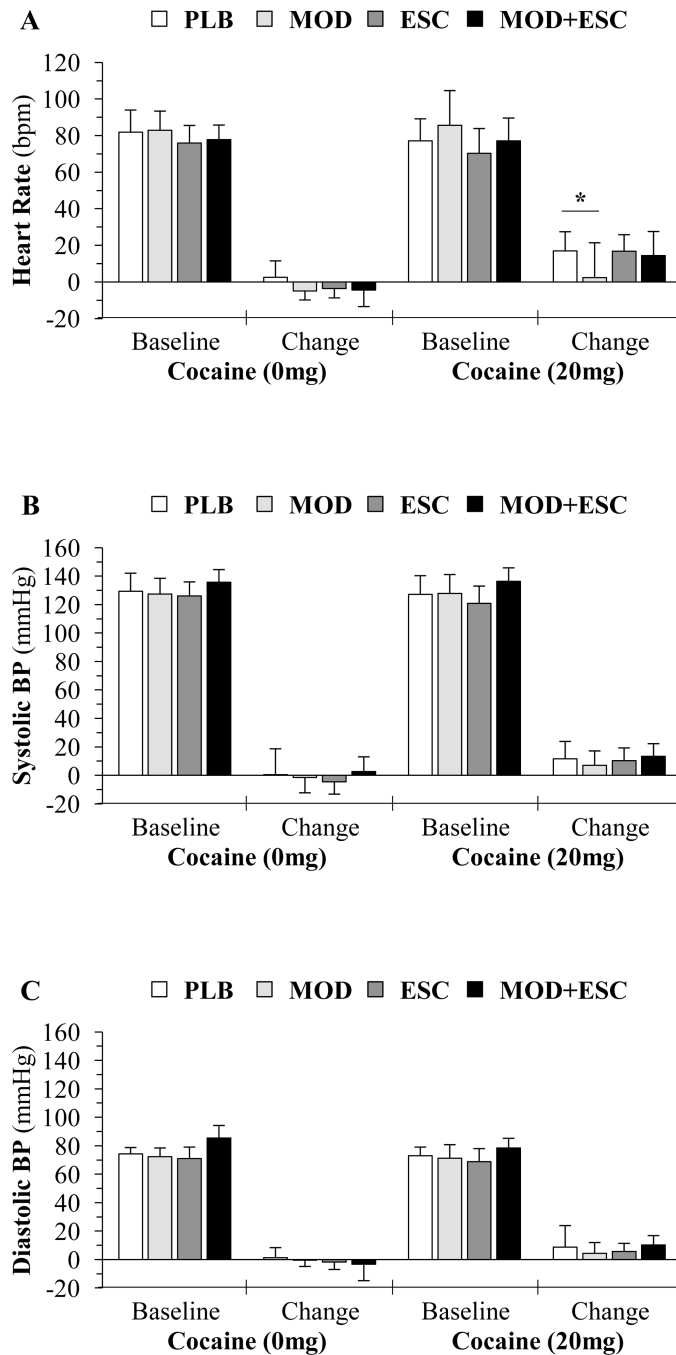 A
PLB MOD ESC MOD+ESC
Heart Rate (bpm)
120
100
80
60
40
20
0
-20
*
Baseline Change Baseline Change
Cocaine (0mg) Cocaine (20mg)
B
PLB MOD ESC MOD+ESC
Systolic BP (mmHg)
160
140
120
100
80
60
40
20
0
-20
Baseline Change Baseline Change
Cocaine (0mg) Cocaine (20mg)
C
PLB MOD ESC MOD+ESC
Diastolic BP (mmHg)
160
140
120
100
80
60
40
20
0
-20
Baseline Change Baseline Change
Cocaine (0mg) Cocaine (20mg)